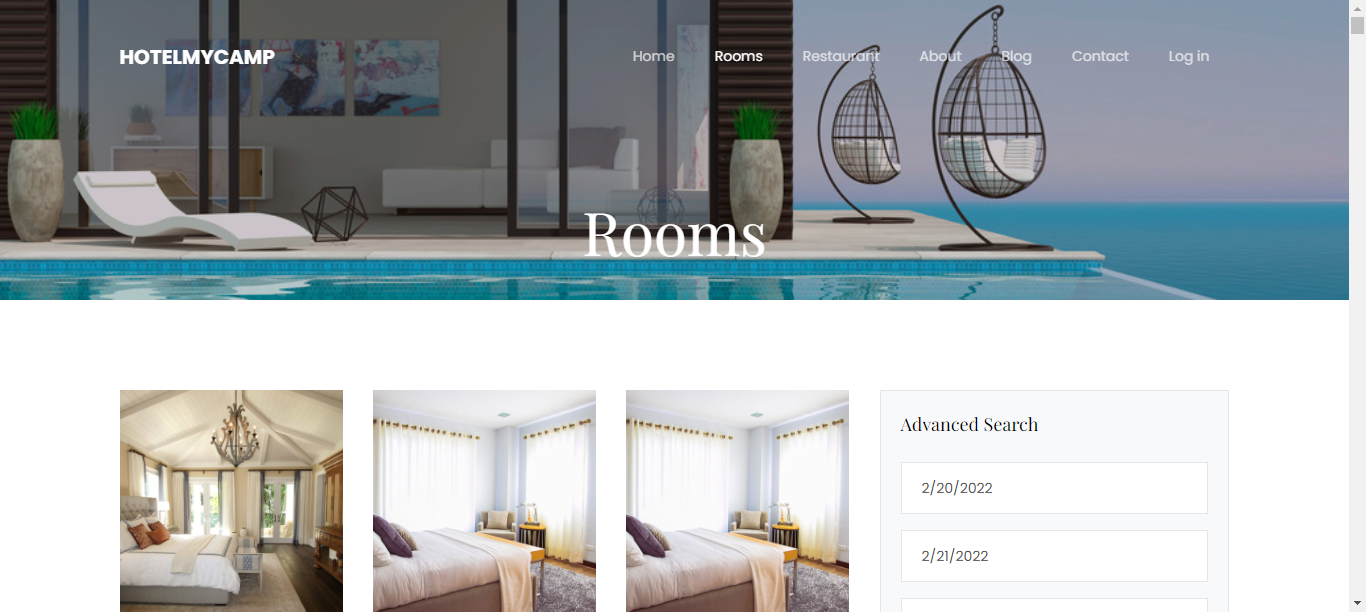 HOTELMYCAMP
Home Rooms Restaurant About Blog Contact Log in
Rooms
Advanced Search
2/20/2022
2/21/2022